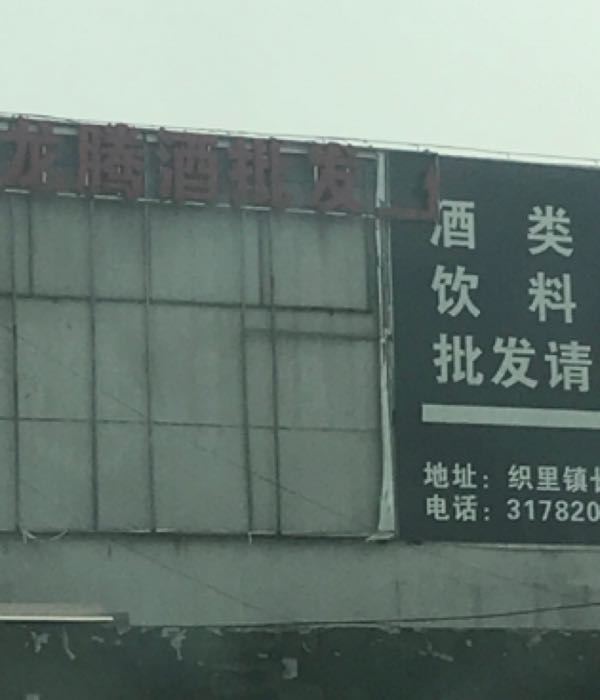 龙腾酒批发
酒类
饮料
批发请
地址：织里镇
电话：317820